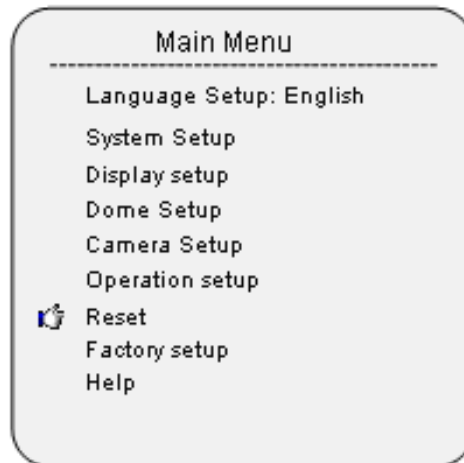 Main Menu
Language Setup: English
System Setup
Display setup
Dome Setup
Camera Setup
Operation setup
Reset
Factory setup
Help